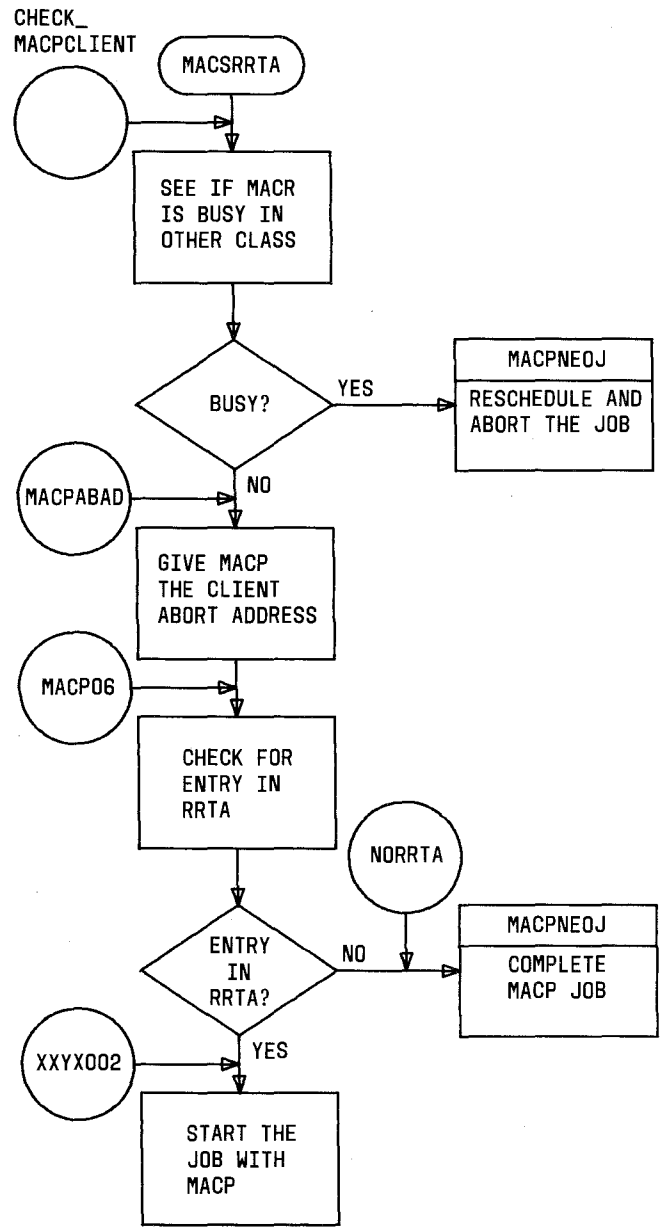 CHECK_
MACPCLIENT
MACSRRTA
SEE IF MACR
IS BUSY IN
OTHER CLASS
BUSY?
YES
MACPNEOJ
RESCHEDULE AND
ABORT THE JOB
NO
MACPABAD
GIVE MACP
THE CLIENT
ABORT ADDRESS
MACP06
CHECK FOR
ENTRY IN
RRTA
NORRTA
ENTRY
IN
RRTA?
NO
MACPNEOJ
COMPLETE
MACP JOB
YES
XXYX002
START THE
JOB WITH
MACP